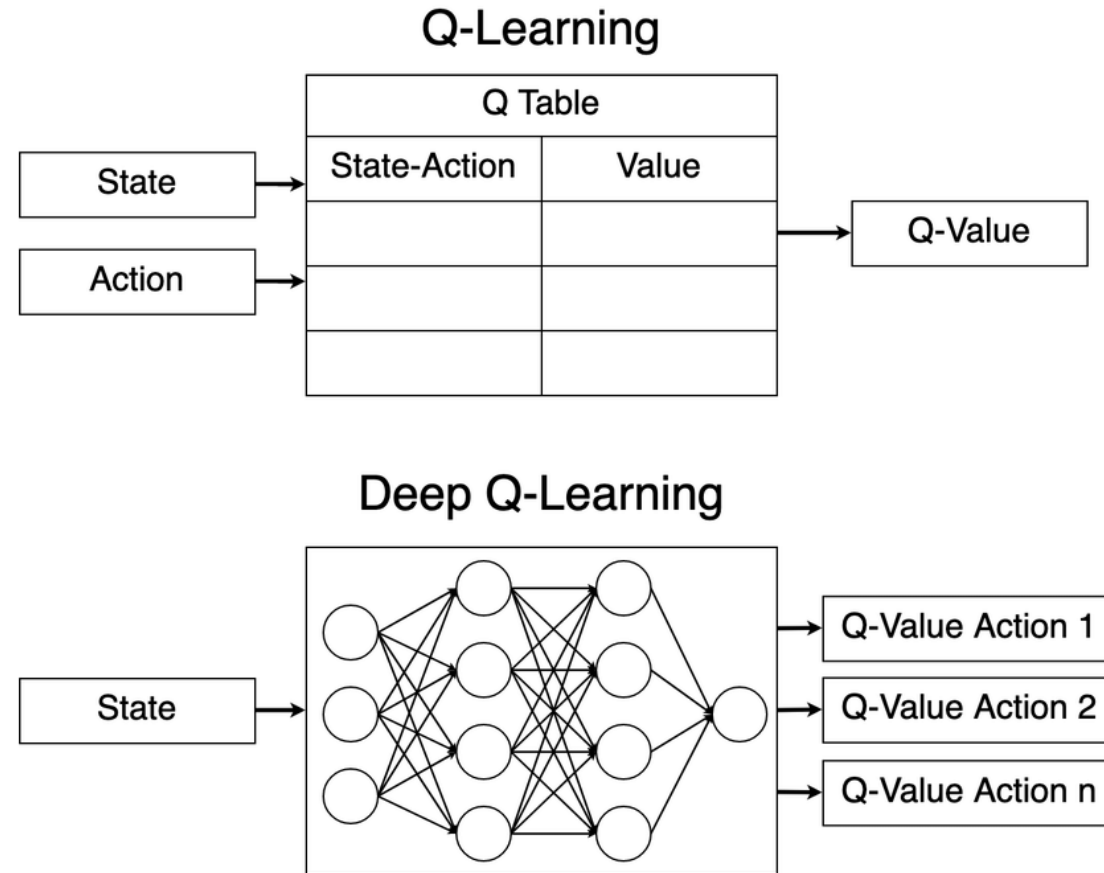 Q-Learning
Q Table
State-Action
Value
State
Action
Q-Value
Deep Q-Learning
State
Q-Value Action 1
Q-Value Action 2
Q-Value Action n